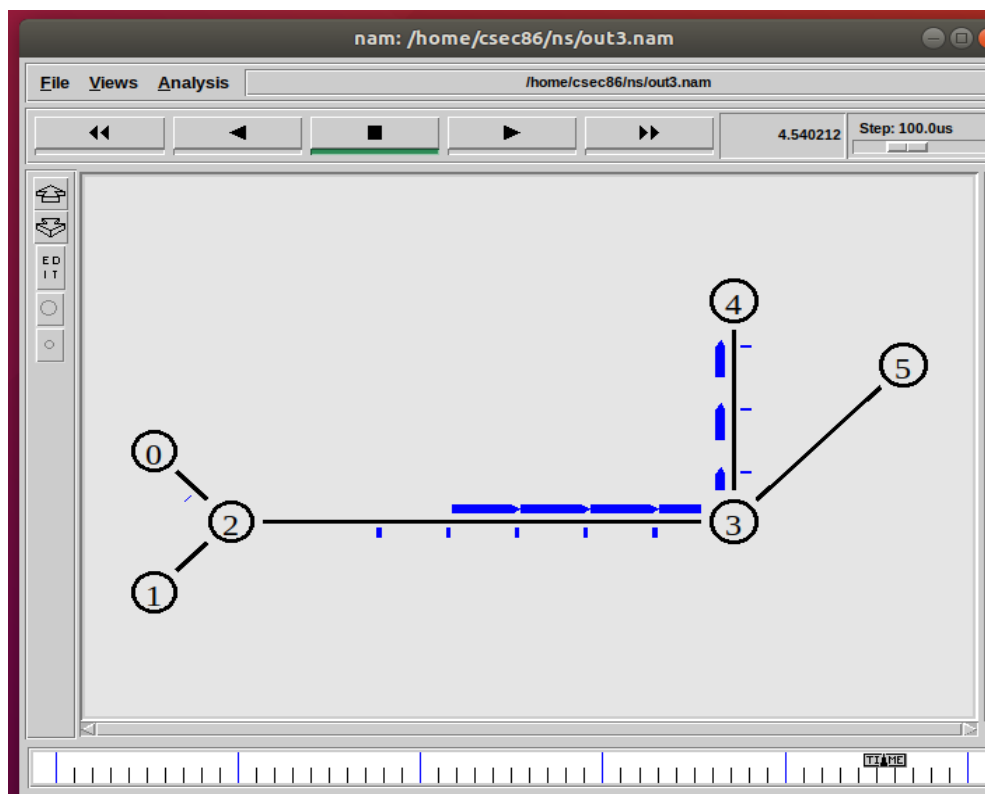 nam: /home/csec86/ns/out3.nam
File Views Analysis /home/csec86/ns/out3.nam
4.540212 Step: 100.0us
E D
I T
4
5
0
2
3
1
TIME